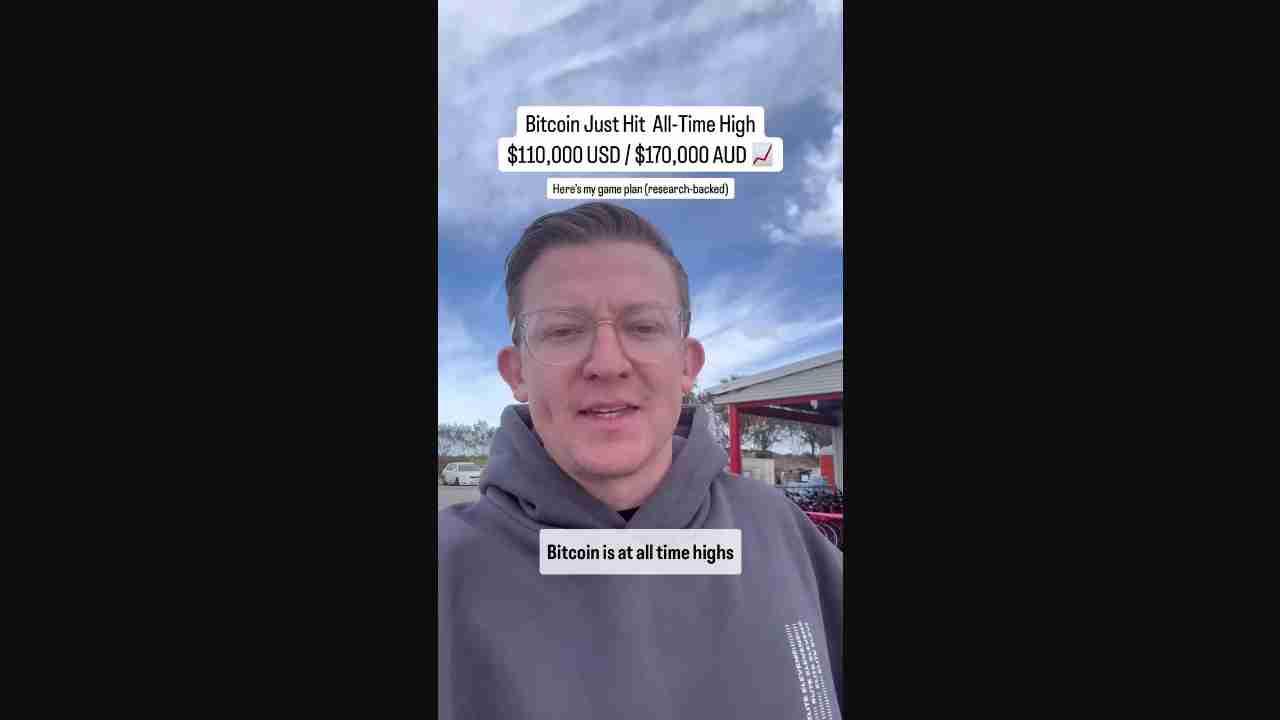 Bitcoin Just Hit All-Time High
$110,000 USD / $170,000 AUD 📈
Here's my game plan (research-backed)
Bitcoin is at all time highs